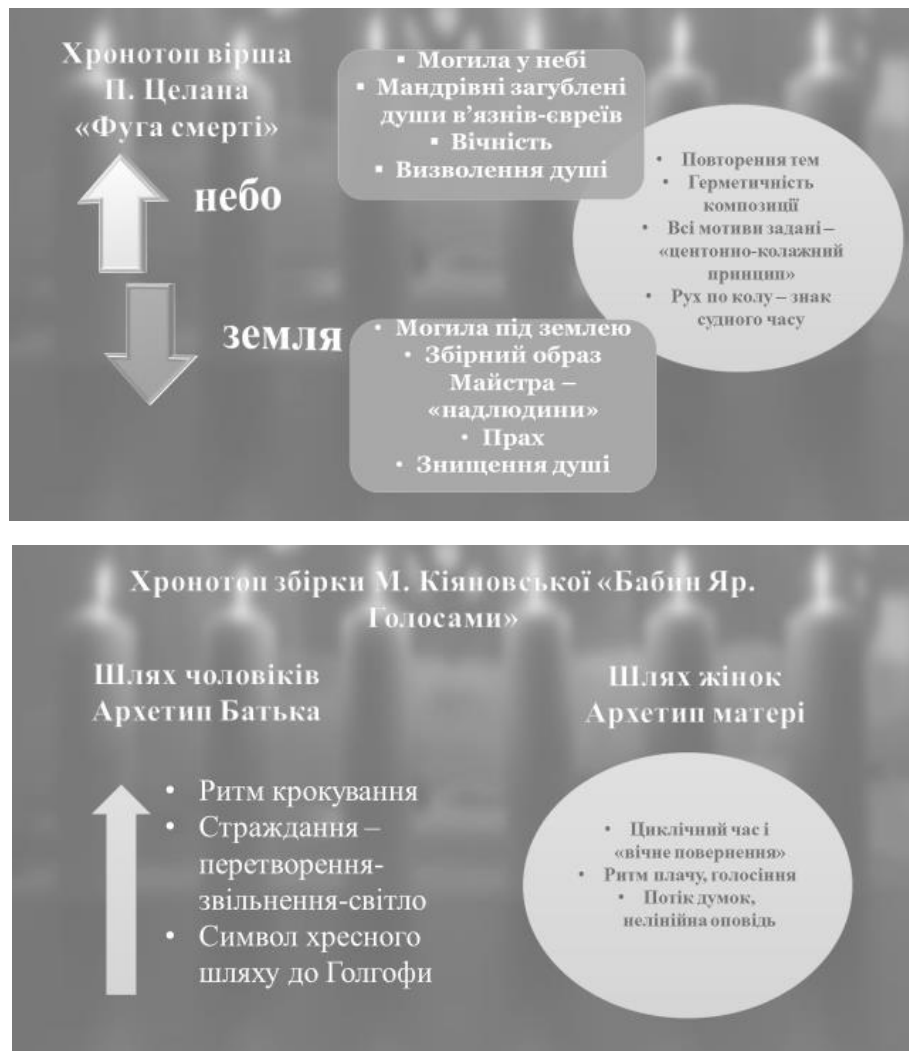 Хронотоп вірша
П. Целана
«Фуга смерті»
небо
▪ Могила у небі
▪ Мандрівні загублені
душі в’язнів-євреїв
▪ Вічність
▪ Визволення душі
• Повторення тем
• Герметичність
композиції
• Всі мотиви задані –
«центонно-колажний
принцип»
• Рух по колу – знак
судного часу
земля
• Могила під землею
• Збірний образ
Майстра –
«надлюдини»
• Прах
• Знищення душі
Хронотоп збірки М. Кіяновської «Бабин Яр.
Голосами»
Шлях чоловіків
Архетип Батька
• Ритм крокування
• Страждання –
перетворення-
звільнення-світло
• Символ хресного
шляху до Голгофи
Шлях жінок
Архетип матері
• Циклічний час і
«вічне повернення»
• Ритм плачу, голосіння
• Потік думок,
нелінійна оповідь